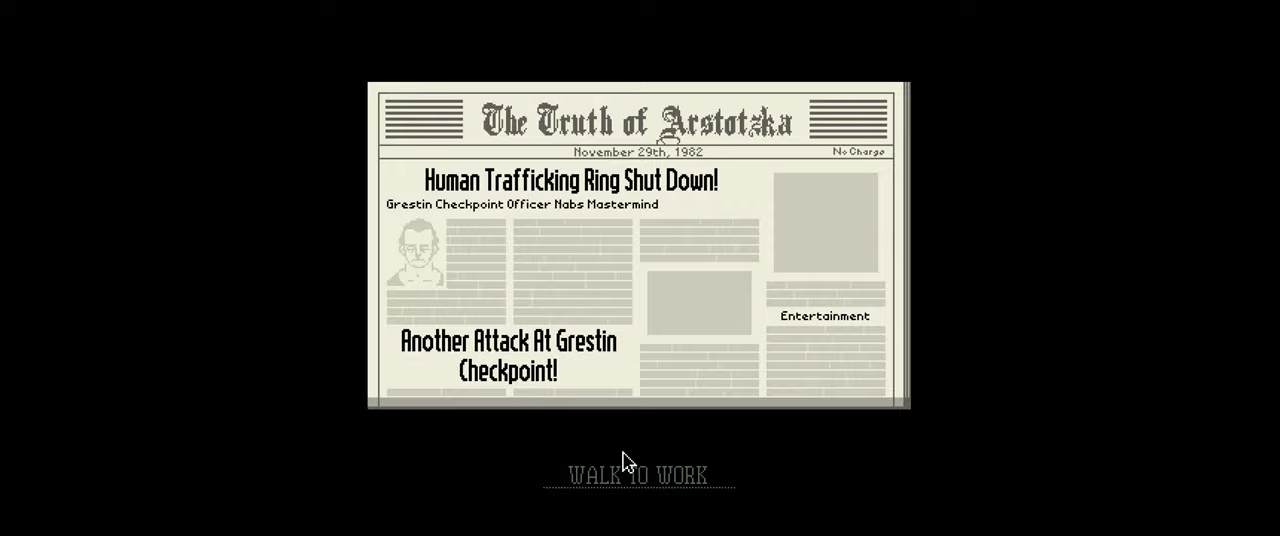 The Truth of Arstotzka
November 29th, 1982
No Charge
Human Trafficking Ring Shut Down!
Grestin Checkpoint Officer Nabs Mastermind
Another Attack At Grestin
Checkpoint!
Entertainment
WALK TO WORK